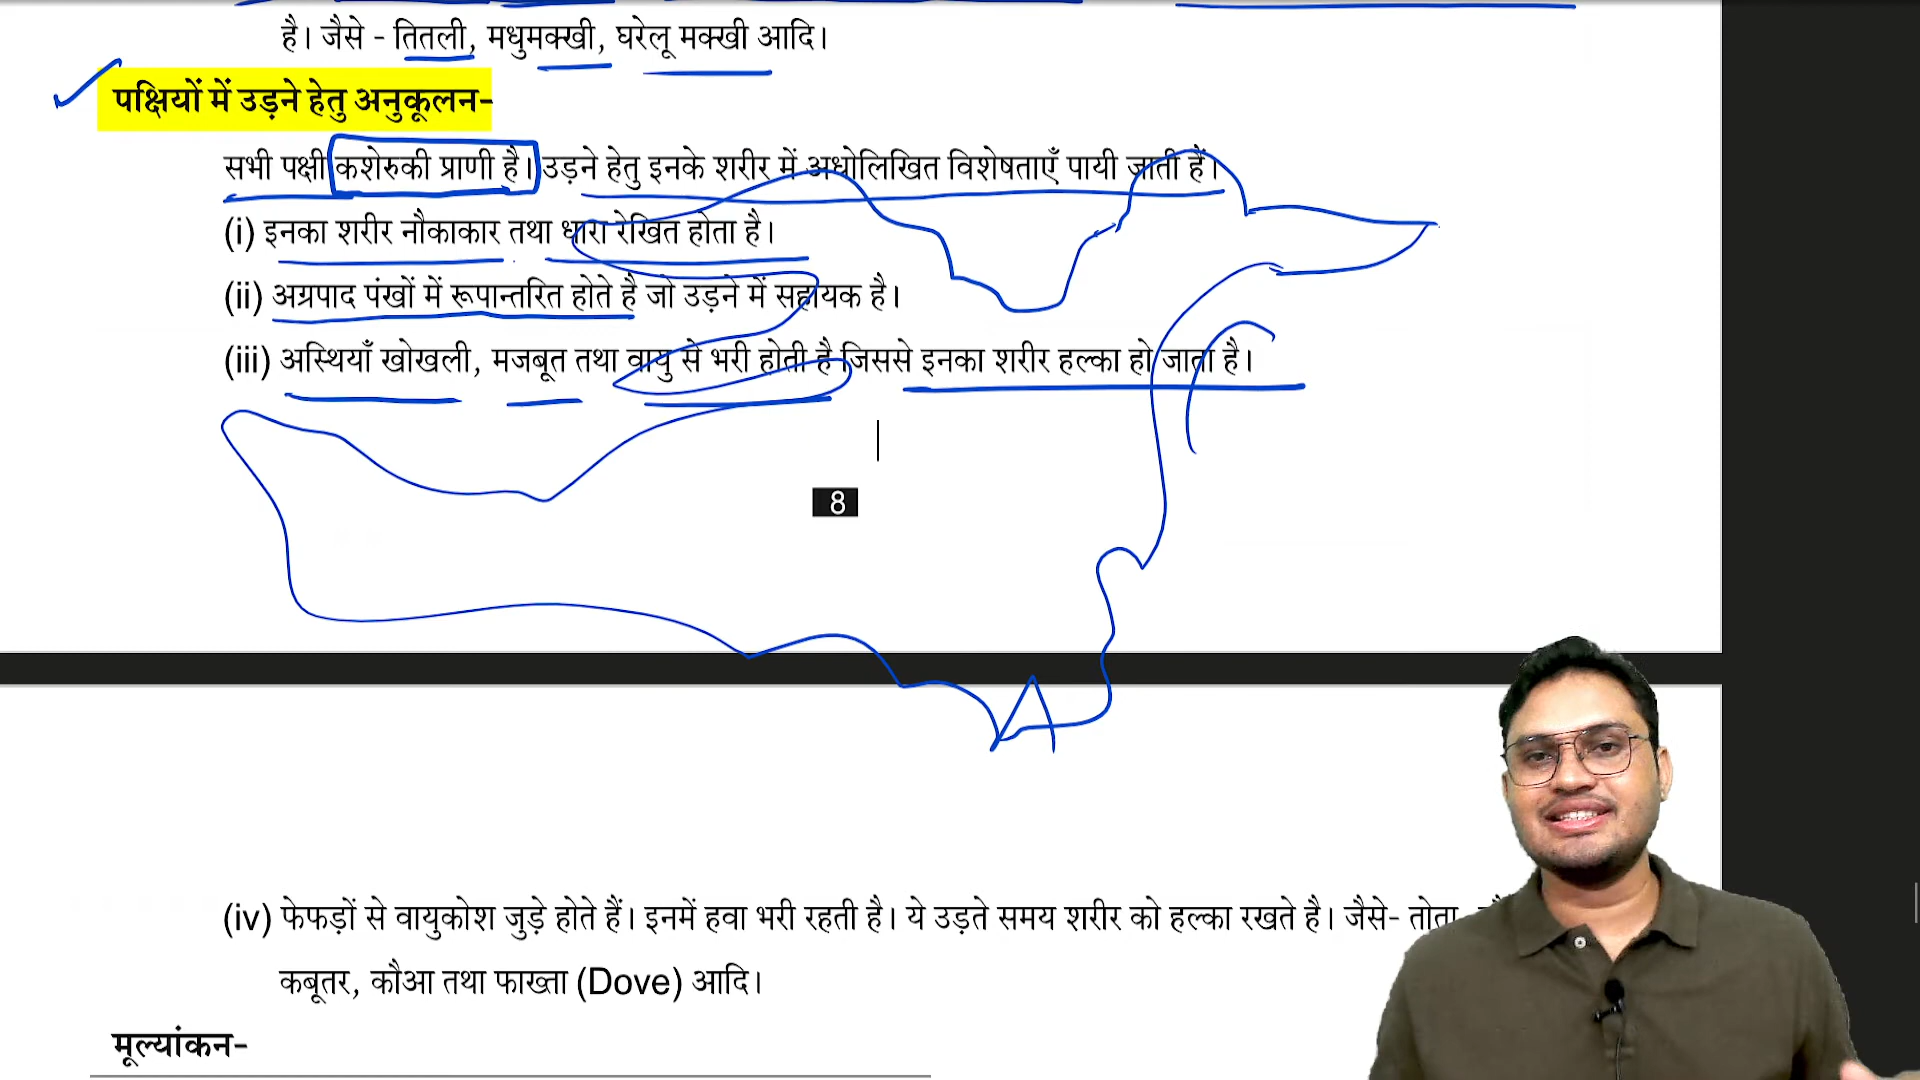 है। जैसे - तितली, मधुमक्खी, घरेलू मक्खी आदि।
पक्षियों में उड़ने हेतु अनुकूलन-
सभी पक्षी कशेरुकी प्राणी है। उड़ने हेतु इनके शरीर में अधोलिखित विशेषताएँ पायी जाती हैं।
(i) इनका शरीर नौकाकार तथा धारा रेखित होता है।
(ii) अग्रपाद पंखों में रूपान्तरित होते है जो उड़ने में सहायक है।
(iii) अस्थियाँ खोखली, मजबूत तथा वायु से भरी होती है जिससे इनका शरीर हल्का हो जाता है।
8
(iv) फेफड़ों से वायुकोश जुड़े होते हैं। इनमें हवा भरी रहती है। ये उड़ते समय शरीर को हल्का रखते है। जैसे- तोता
कबूतर, कौआ तथा फाख्ता (Dove) आदि।
मूल्यांकन-